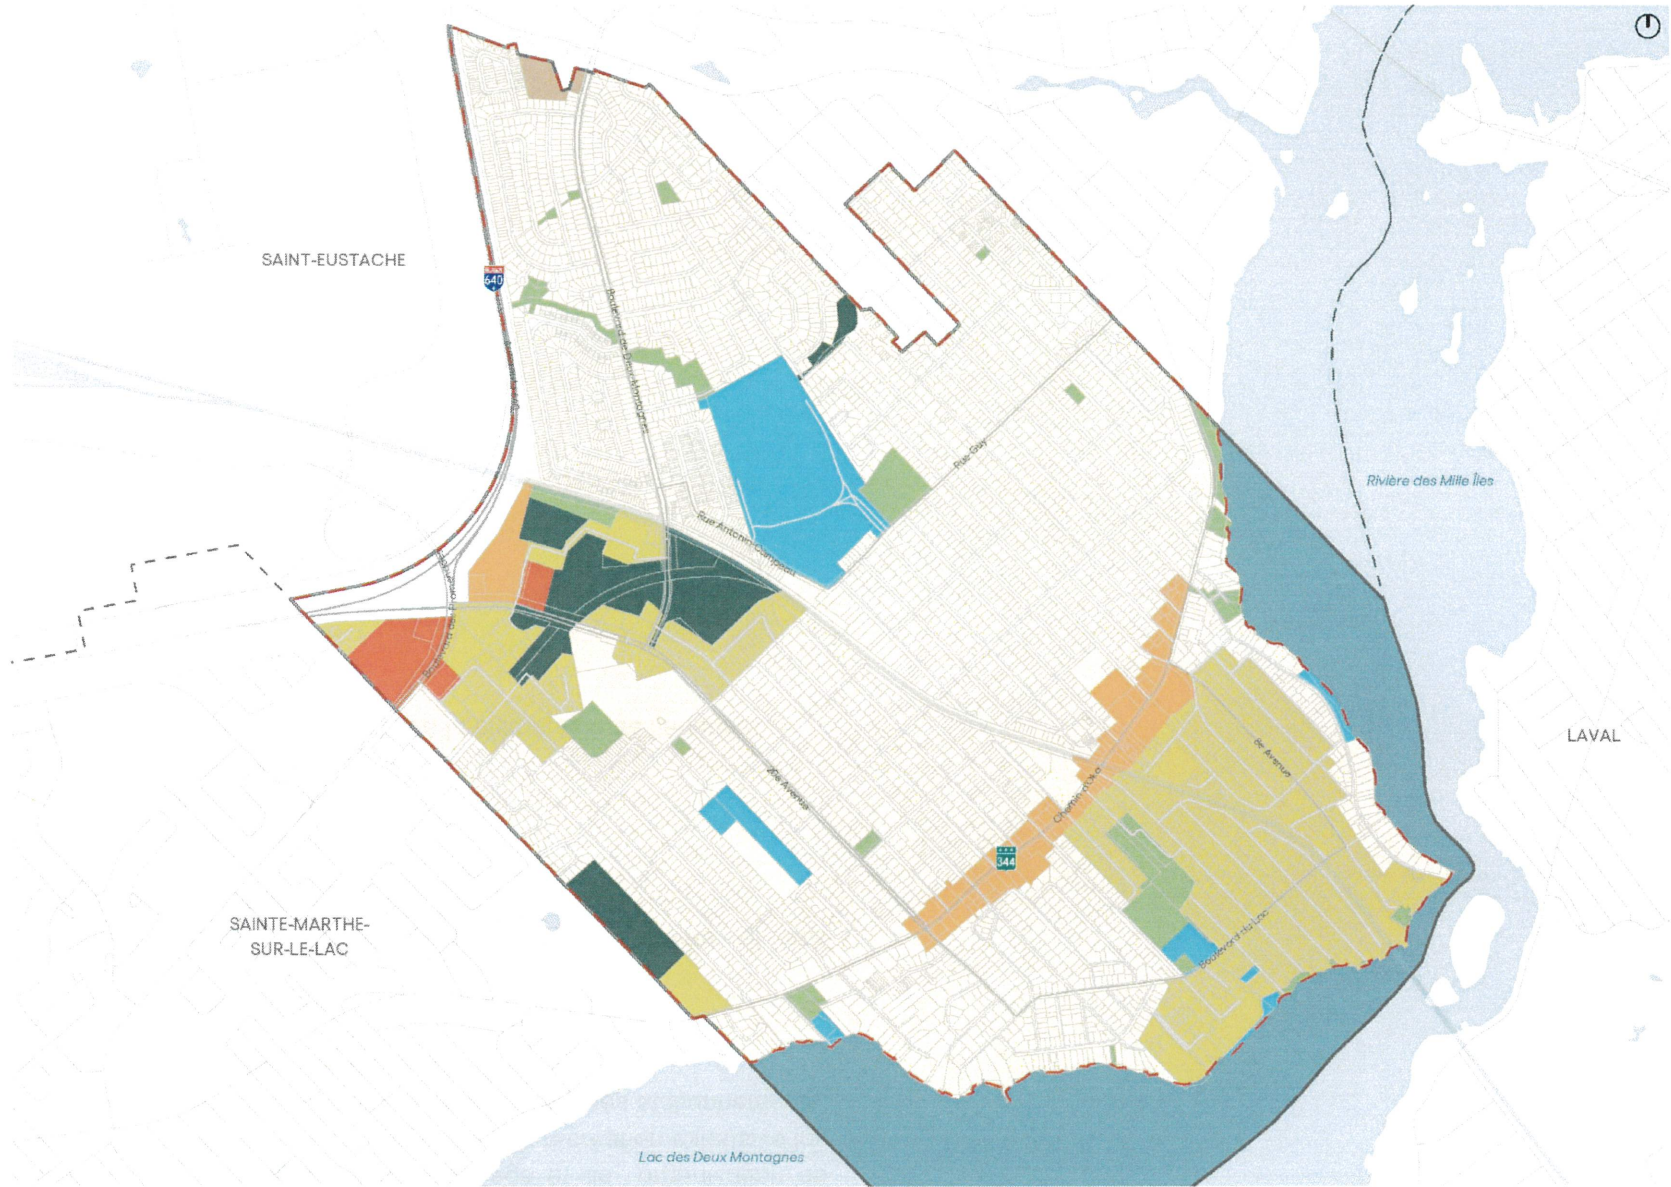 SAINT-EUSTACHE
640
Boulevard de Deux-Montagnes
Rue Guy
Rivière des Mille Îles
Rue Antonin-Campeau
LAVAL
8e Avenue
20e Avenue
Chemin d'Oka
344
SAINTE-MARTHE-
SUR-LE-LAC
Boulevard du Lac
Lac des Deux Montagnes